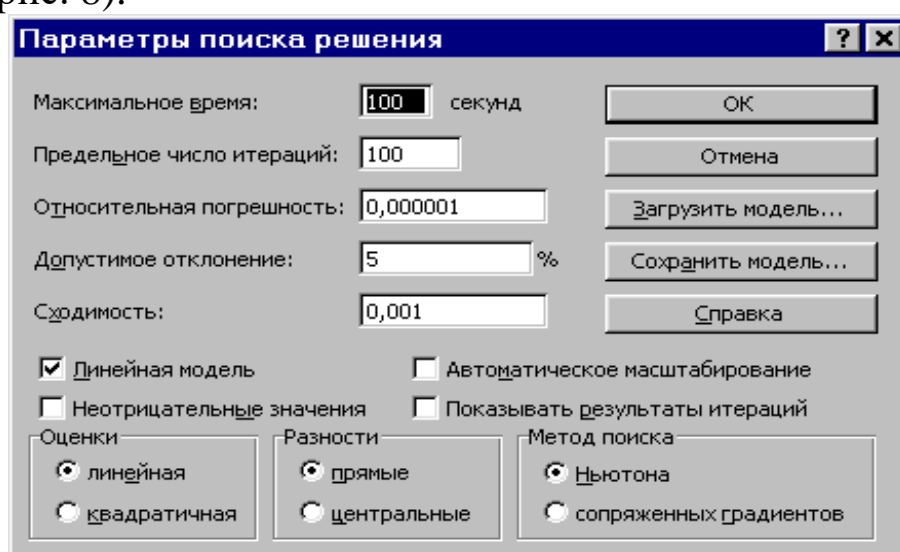 рис. 8).
Параметры поиска решения ? ×
Максимальное время: 100 секунд ОК
Предельное число итераций: 100 Отмена
Относительная погрешность: 0,000001 Загрузить модель...
Допустимое отклонение: 5 % Сохранить модель...
Сходимость: 0,001 Справка
Линейная модель Автоматическое масштабирование
Неотрицательные значения Показывать результаты итераций
Оценки Разности Метод поиска
линейная прямые Ньютона
квадратичная центральные сопряженных градиентов